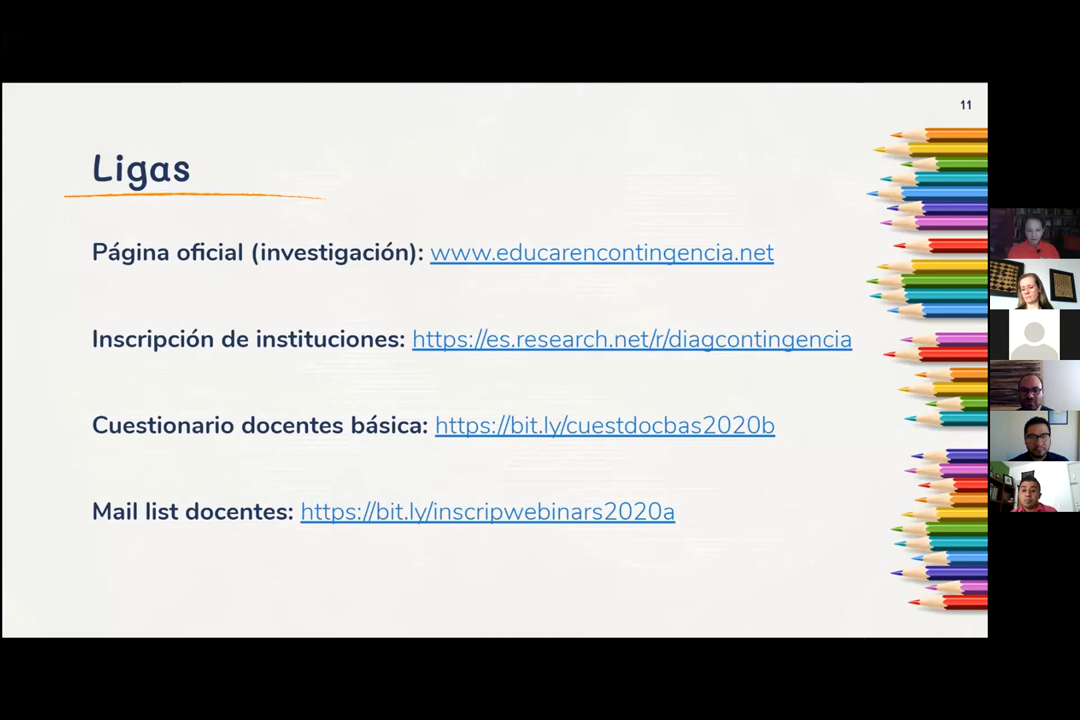 11
Ligas
Página oficial (investigación): www.educarencontingencia.net
Inscripción de instituciones: https://es.research.net/r/diagcontingencia
Cuestionario docentes básica: https://bit.ly/cuestdocbas2020b
Mail list docentes: https://bit.ly/inscripwebinars2020a